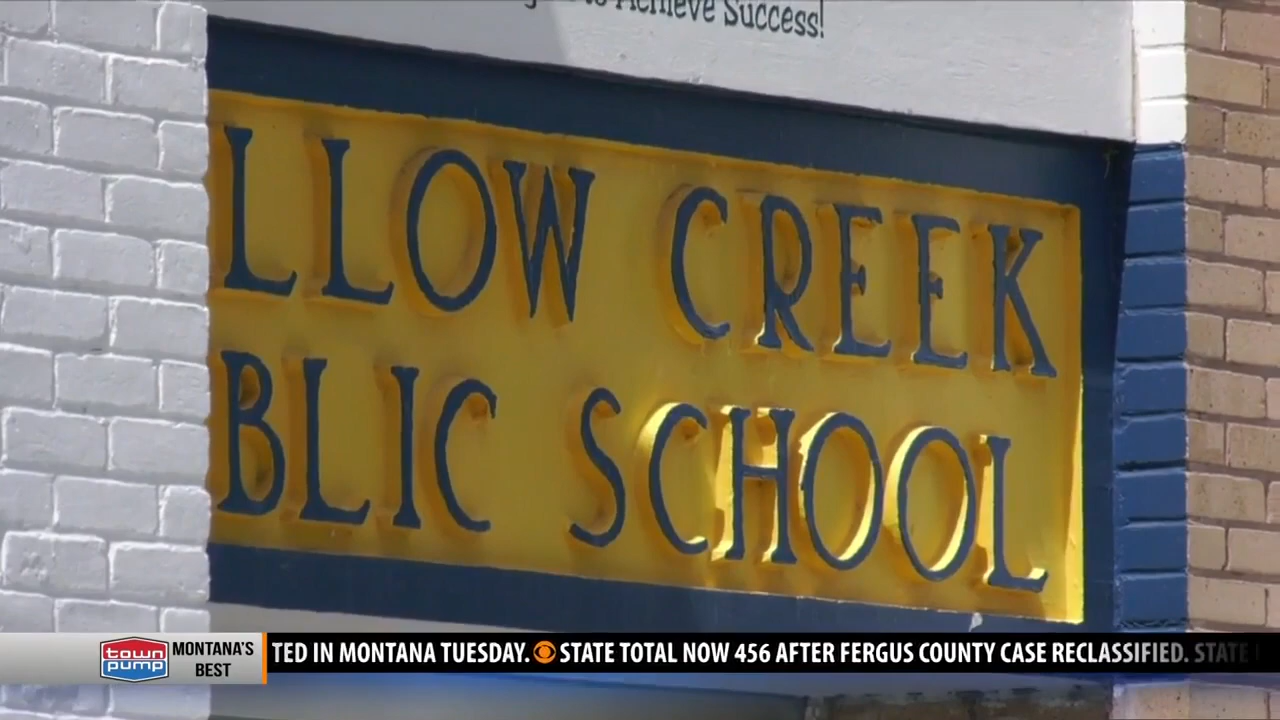 to Achieve Success!
LLOW CREEK
BLIC SCHOOL
town pump
MONTANA'S BEST
TED IN MONTANA TUESDAY. STATE TOTAL NOW 456 AFTER FERGUS COUNTY CASE RECLASSIFIED. STATE